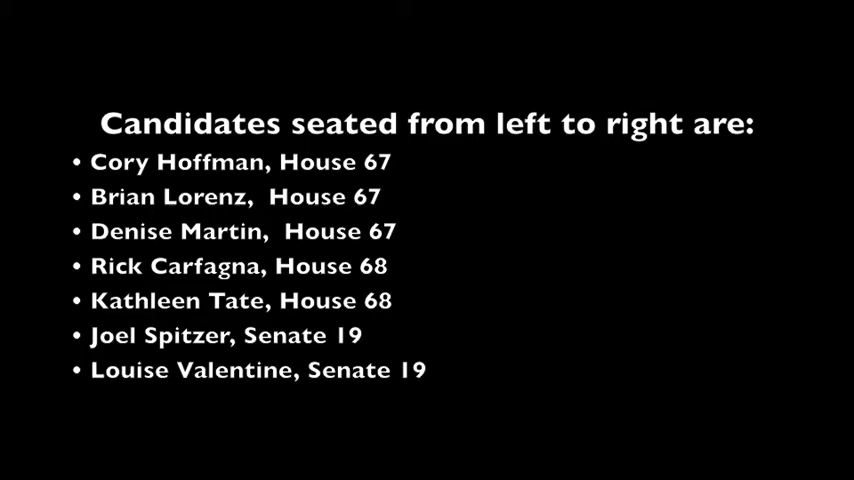 Candidates seated from left to right are:
• Cory Hoffman, House 67
• Brian Lorenz,  House 67
• Denise Martin,  House 67
• Rick Carfagna, House 68
• Kathleen Tate, House 68
• Joel Spitzer, Senate 19
• Louise Valentine, Senate 19